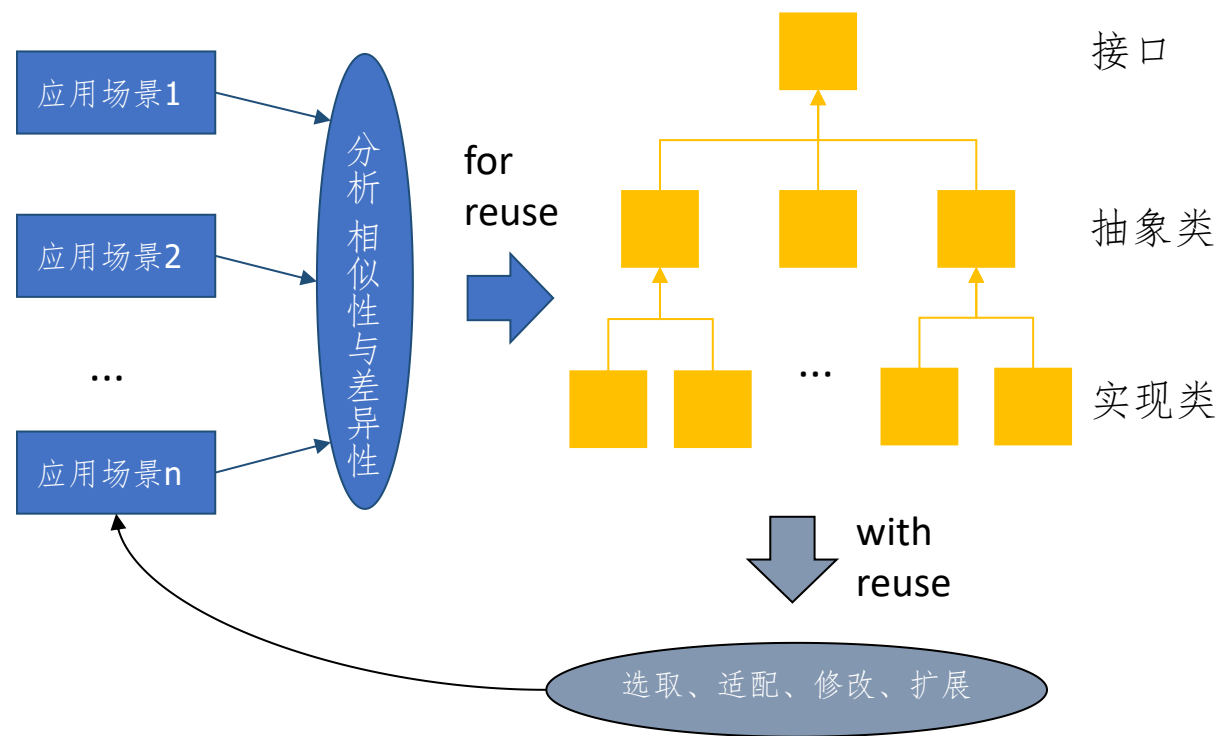 应用场景1
应用场景2
...
应用场景n
分析 相似性与差异性
for
reuse
接口
抽象类
...
实现类
with
reuse
选取、适配、修改、扩展